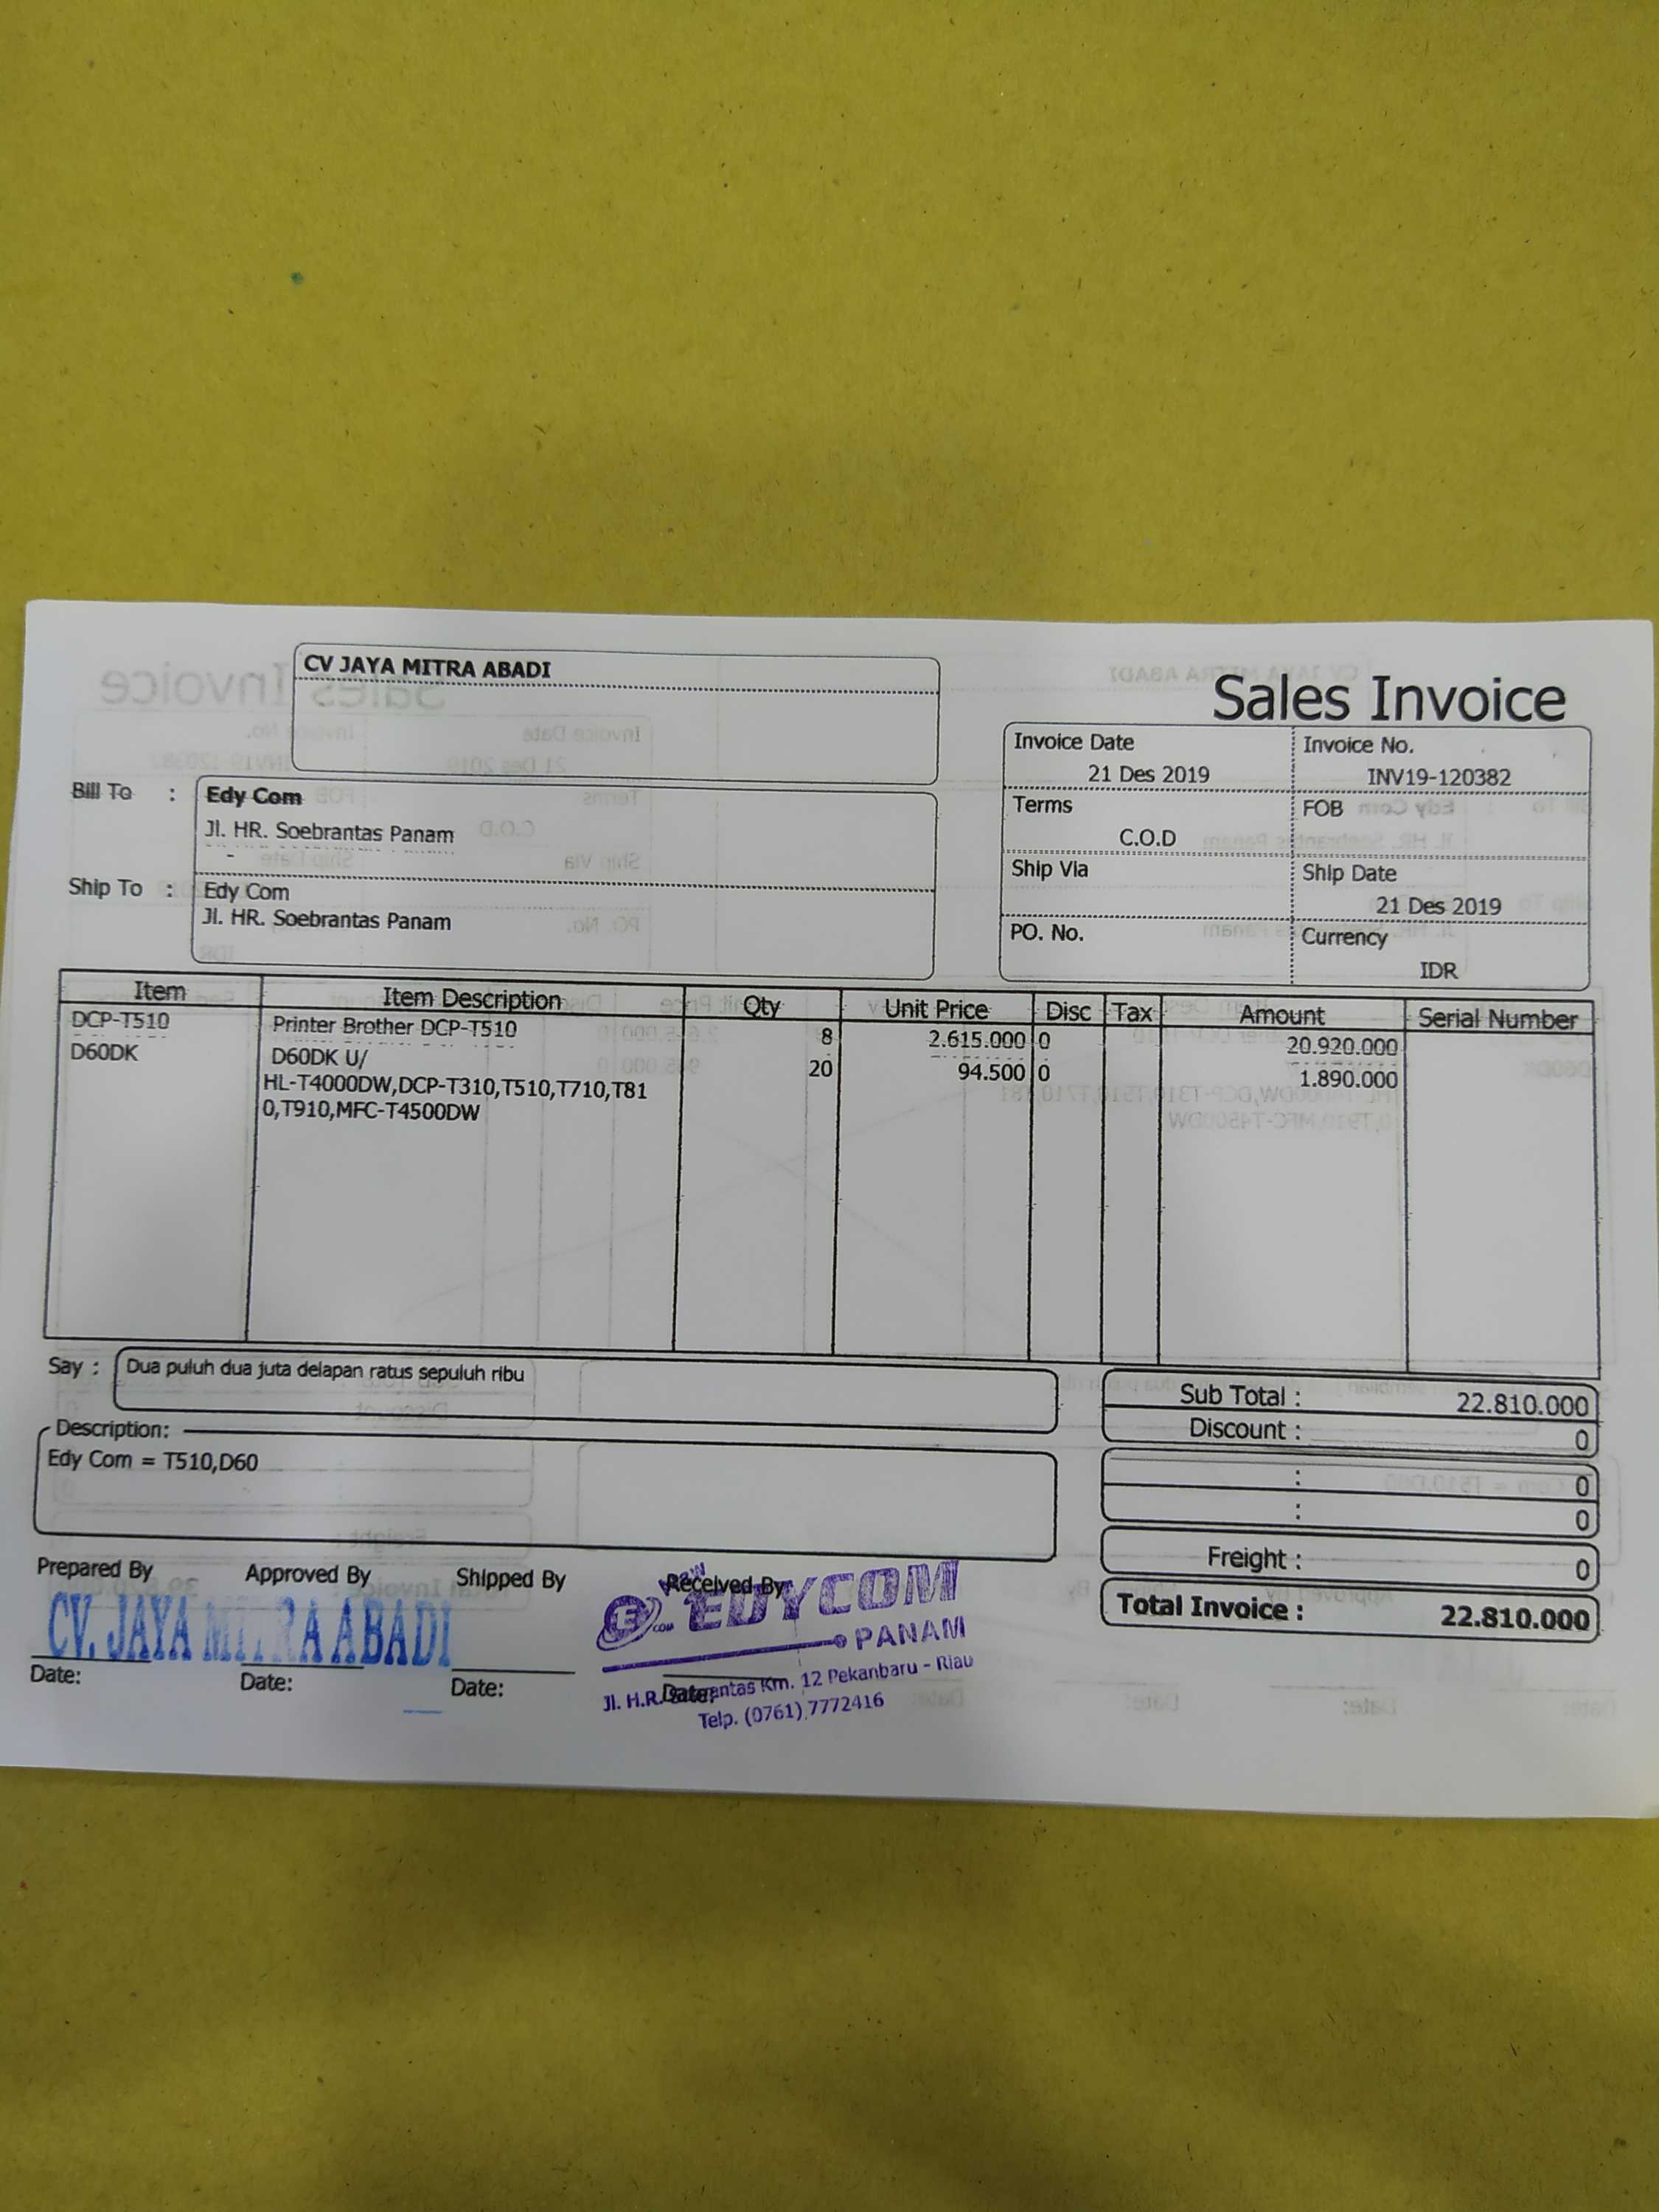 CV JAYA MITRA ABADI
Sales Invoice
Invoice Date
21 Des 2019
Invoice No.
INV19-120382
Terms
C.O.D
FOB
Ship Via
Ship Date
21 Des 2019
PO. No.
Currency
IDR
Bill To :
Edy Com
Jl. HR. Soebrantas Panam
-
Ship To :
Edy Com
Jl. HR. Soebrantas Panam
Item Item Description Qty Unit Price Disc Tax Amount Serial Number
DCP-T510 Printer Brother DCP-T510 8 2.615.000 0 20.920.000
D60DK D60DK U/ 20 94.500 0 1.890.000
HL-T4000DW,DCP-T310,T510,T710,T81
0,T910,MFC-T4500DW
Say : Dua puluh dua juta delapan ratus sepuluh ribu
Description:
Edy Com = T510,D60
Sub Total : 22.810.000
Discount : 0
: 0
: 0
Freight : 0
Total Invoice : 22.810.000
Prepared By Approved By Shipped By Received By
CV. JAYA MITRA ABADI
Date: Date: Date: Date:
EDYCOM
PANAM
Jl. H.R. Km. 12 Pekanbaru - Riau
Telp. (0761) 7772416